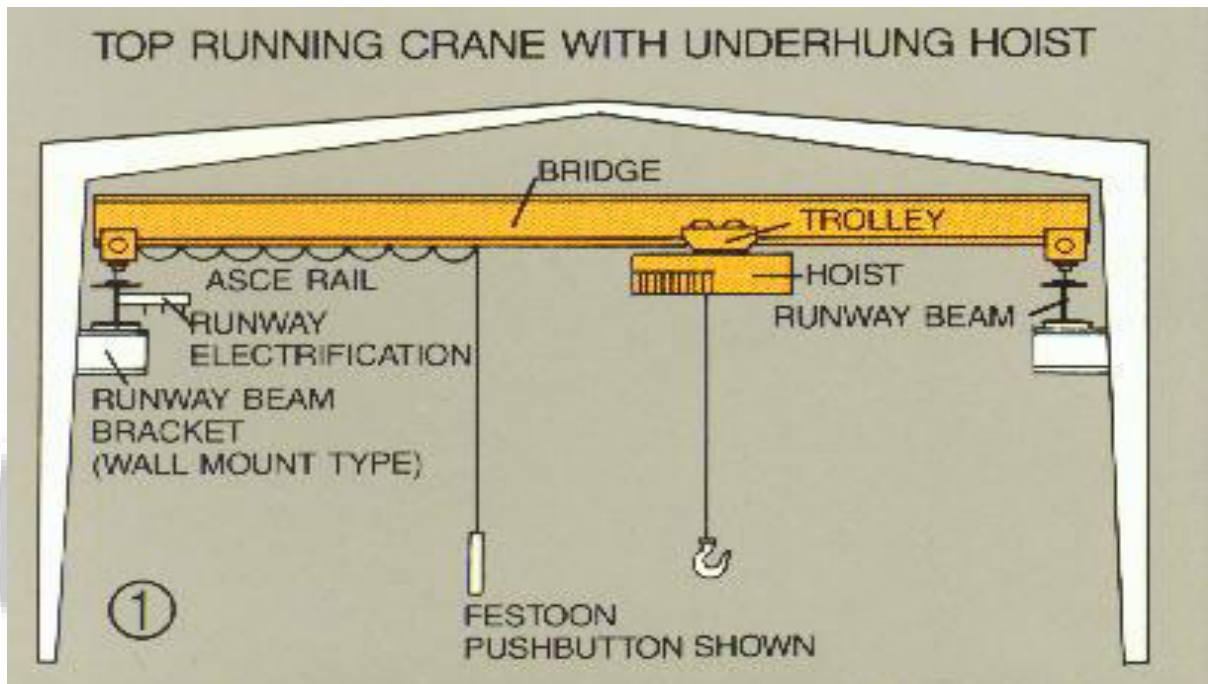 TOP RUNNING CRANE WITH UNDERHUNG HOIST
BRIDGE
TROLLEY
ASCE RAIL
HOIST
RUNWAY
ELECTRIFICATION
RUNWAY BEAM
RUNWAY BEAM
BRACKET
(WALL MOUNT TYPE)
1
FESTOON
PUSHBUTTON SHOWN